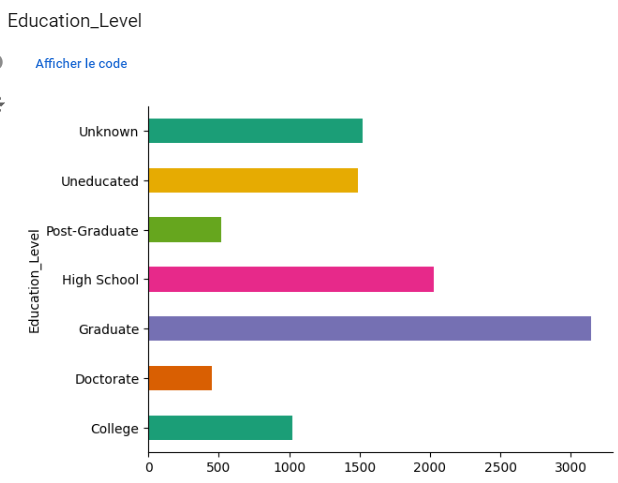 Education_Level
Afficher le code
Unknown
Uneducated
Post-Graduate
High School
Graduate
Doctorate
College
Education_Level
0 500 1000 1500 2000 2500 3000